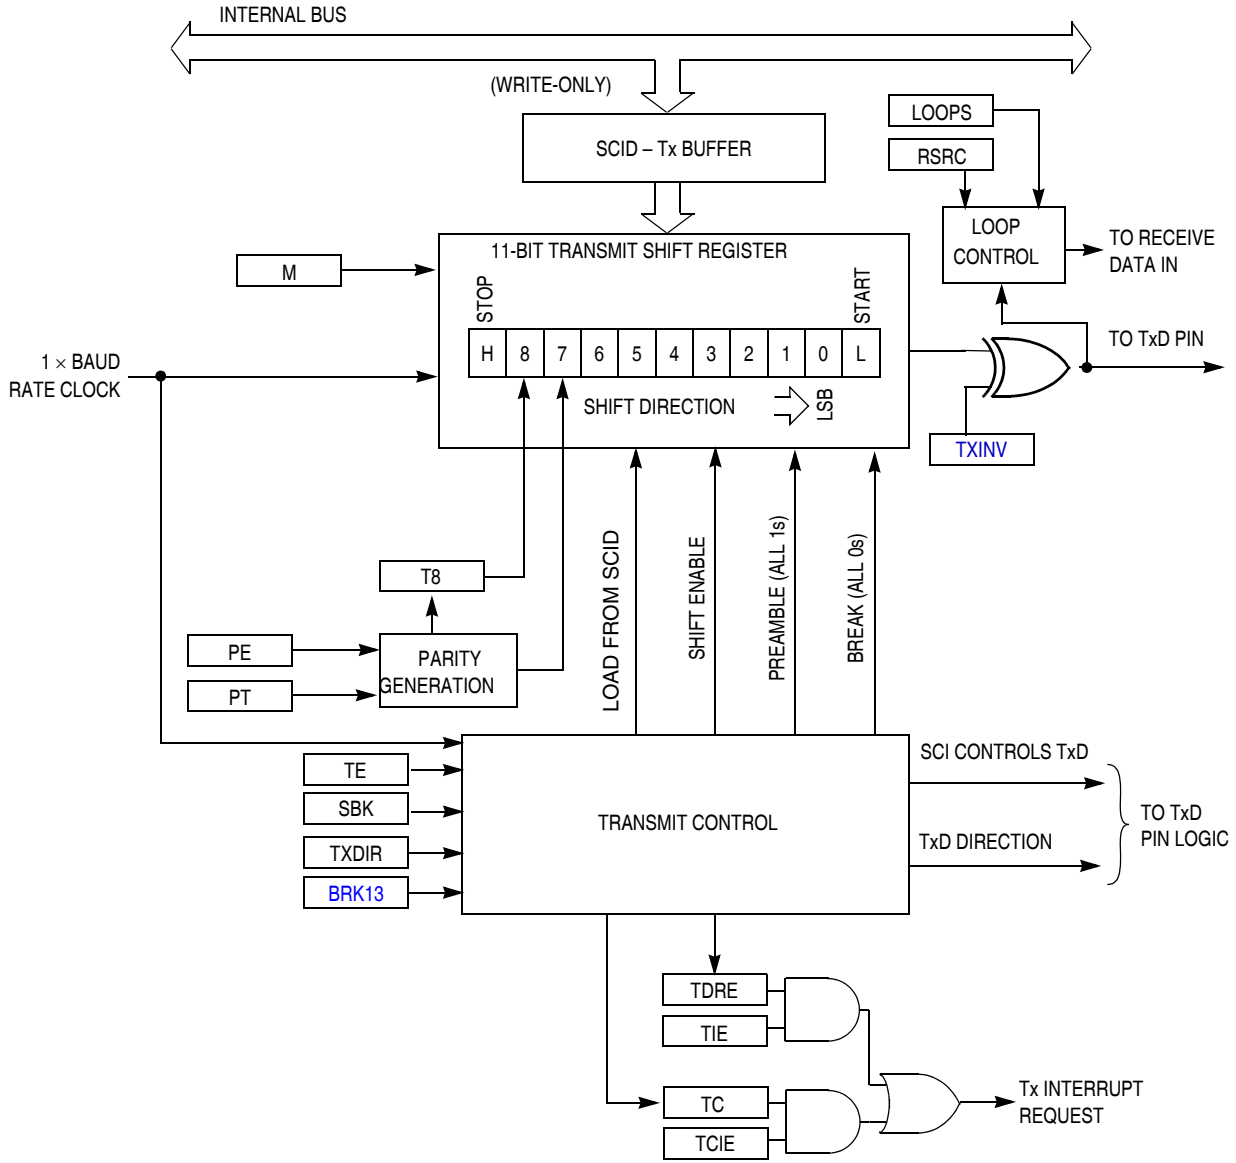 INTERNAL BUS
(WRITE-ONLY)
SCID – Tx BUFFER
LOOPS
RSRC
LOOP
CONTROL
TO RECEIVE
DATA IN
11-BIT TRANSMIT SHIFT REGISTER
M
STOP
START
H 8 7 6 5 4 3 2 1 0 L
1 × BAUD
RATE CLOCK
SHIFT DIRECTION
LSB
TO TxD PIN
TXINV
LOAD FROM SCID
SHIFT ENABLE
PREAMBLE (ALL 1s)
BREAK (ALL 0s)
T8
PE
PT
PARITY
GENERATION
TE
SBK
TXDIR
BRK13
TRANSMIT CONTROL
SCI CONTROLS TxD
TxD DIRECTION
TO TxD
PIN LOGIC
TDRE
TIE
TC
TCIE
Tx INTERRUPT
REQUEST